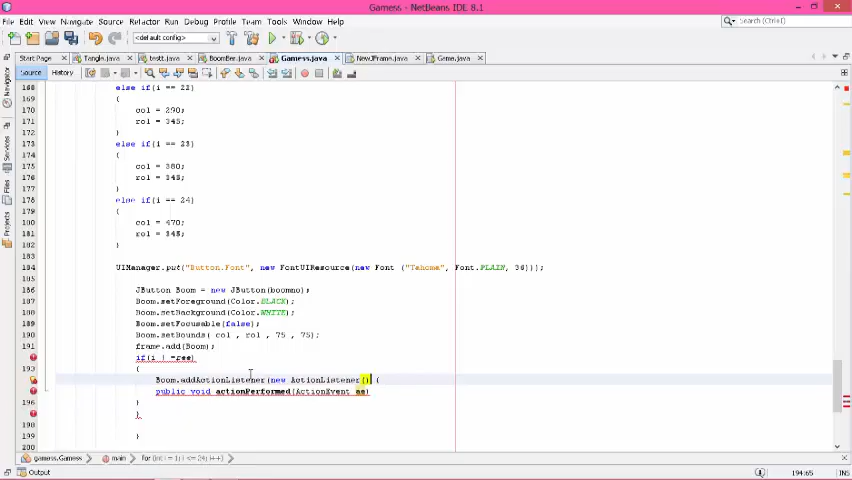 Gamess - NetBeans IDE 8.1
File Edit View Navigate Source Refactor Run Debug Profile Team Tools Window Help
Search (Ctrl+I)
<default config>
Start Page Tangle.java testt.java BoomBer.java Gamess.java NewJFrame.java Game.java
Source History
Navigator
Services
Files
Projects
168 else if(i == 22)
169 {
170 col = 290;
171 rol = 345;
172 }
173 else if(i == 23)
174 {
175 col = 380;
176 rol = 345;
177 }
178 else if(i == 24)
179 {
180 col = 470;
181 rol = 345;
182 }
184 UIManager.put("Button.Font", new FontUIResource(new Font ("Tahoma", Font.PLAIN, 36)));
185
186 JButton Boom = new JButton(boomno);
187 Boom.setForeground(Color.BLACK);
188 Boom.setBackground(Color.WHITE);
189 Boom.setFocusable(false);
190 Boom.setBounds( col , rol , 75 , 75);
191 frame.add(Boom);
if(i ! =res)
193 {
Boom.addActionListener(new ActionListener() {
public void actionPerformed(ActionEvent ae)
196 }
}
198
199 }
200
gamess.Gamess main for (int i = 1; i <= 24; i++)
Output
194:65 INS